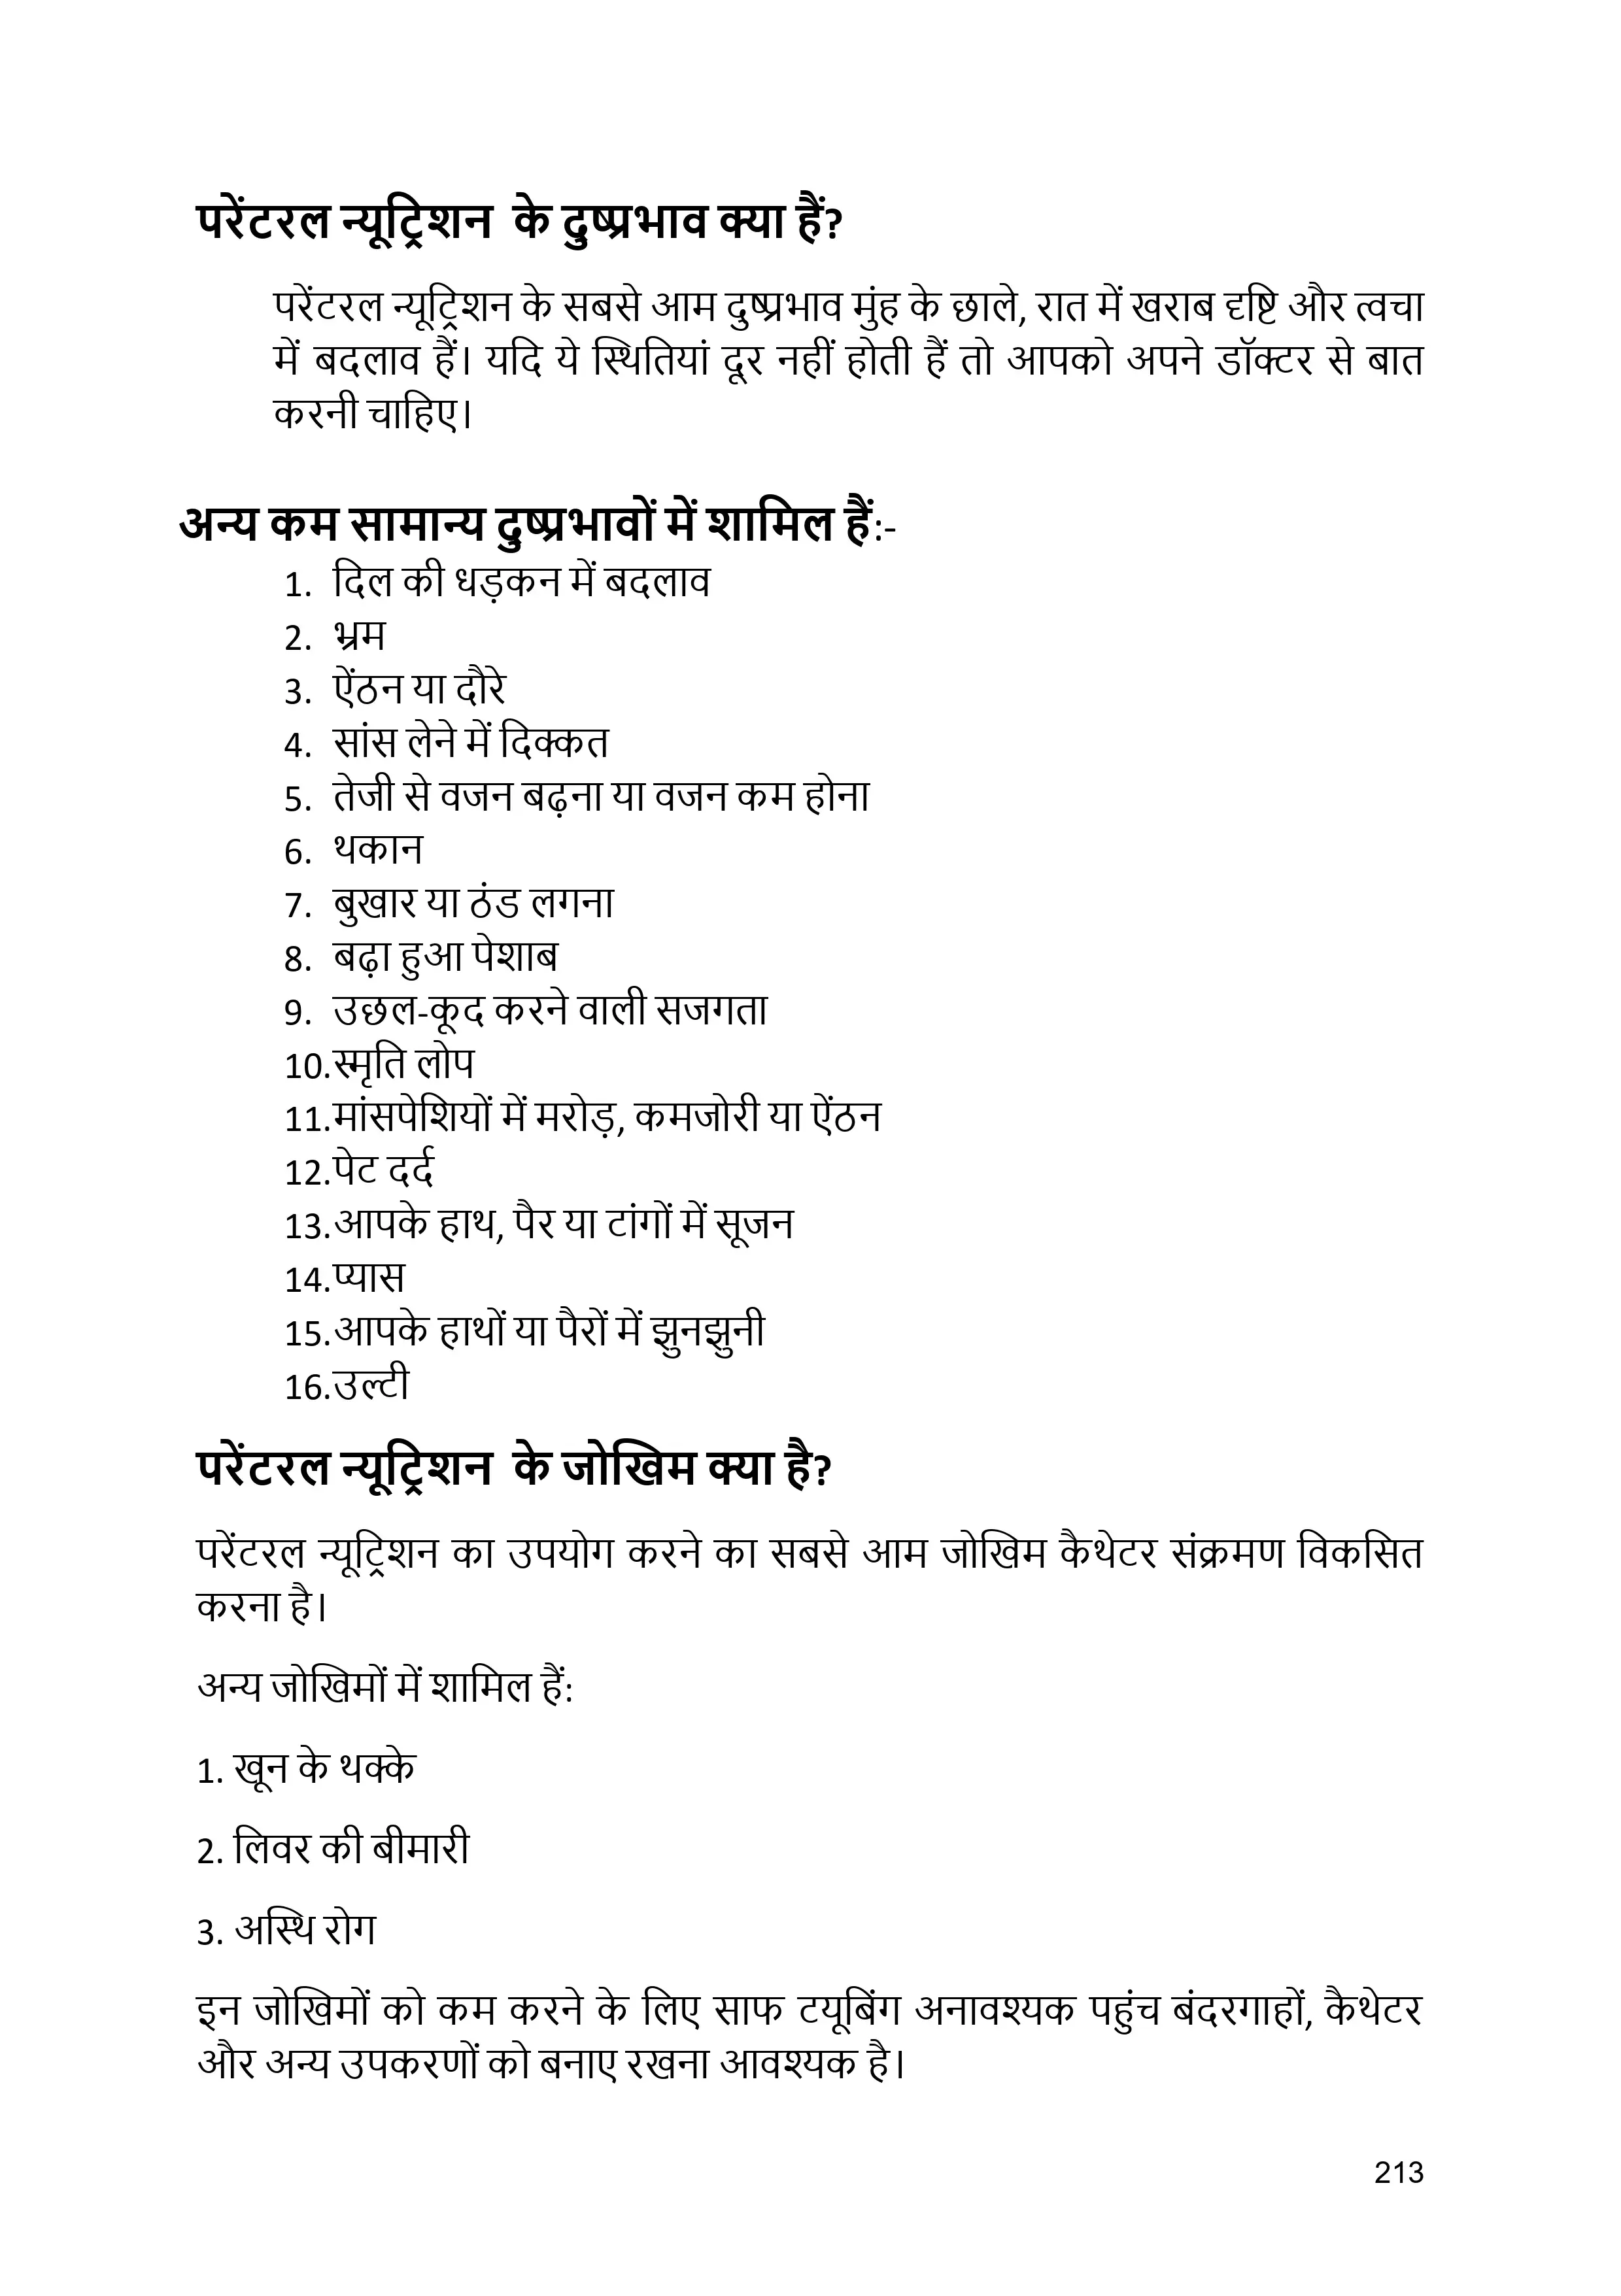 परेंटरल न्यूट्रिशन के दुष्प्रभाव क्या हैं?
परेंटरल न्यूट्रिशन के सबसे आम दुष्प्रभाव मुंह के छाले, रात में खराब दृष्टि और त्वचा
में बदलाव हैं। यदि ये स्थितियां दूर नहीं होती हैं तो आपको अपने डॉक्टर से बात
करनी चाहिए।
अन्य कम सामान्य दुष्प्रभावों में शामिल हैं:-
1. दिल की धड़कन में बदलाव
2. भ्रम
3. ऐंठन या दौरे
4. सांस लेने में दिक्कत
5. तेजी से वजन बढ़ना या वजन कम होना
6. थकान
7. बुखार या ठंड लगना
8. बढ़ा हुआ पेशाब
9. उछल-कूद करने वाली सजगता
10.स्मृति लोप
11.मांसपेशियों में मरोड़, कमजोरी या ऐंठन
12.पेट दर्द
13.आपके हाथ, पैर या टांगों में सूजन
14.प्यास
15.आपके हाथों या पैरों में झुनझुनी
16.उल्टी
परेंटरल न्यूट्रिशन के जोखिम क्या है?
परेंटरल न्यूट्रिशन का उपयोग करने का सबसे आम जोखिम कैथेटर संक्रमण विकसित
करना है।
अन्य जोखिमों में शामिल हैं:
1. खून के थक्के
2. लिवर की बीमारी
3. अस्थि रोग
इन जोखिमों को कम करने के लिए साफ टयूबिंग अनावश्यक पहुंच बंदरगाहों, कैथेटर
और अन्य उपकरणों को बनाए रखना आवश्यक है।
213